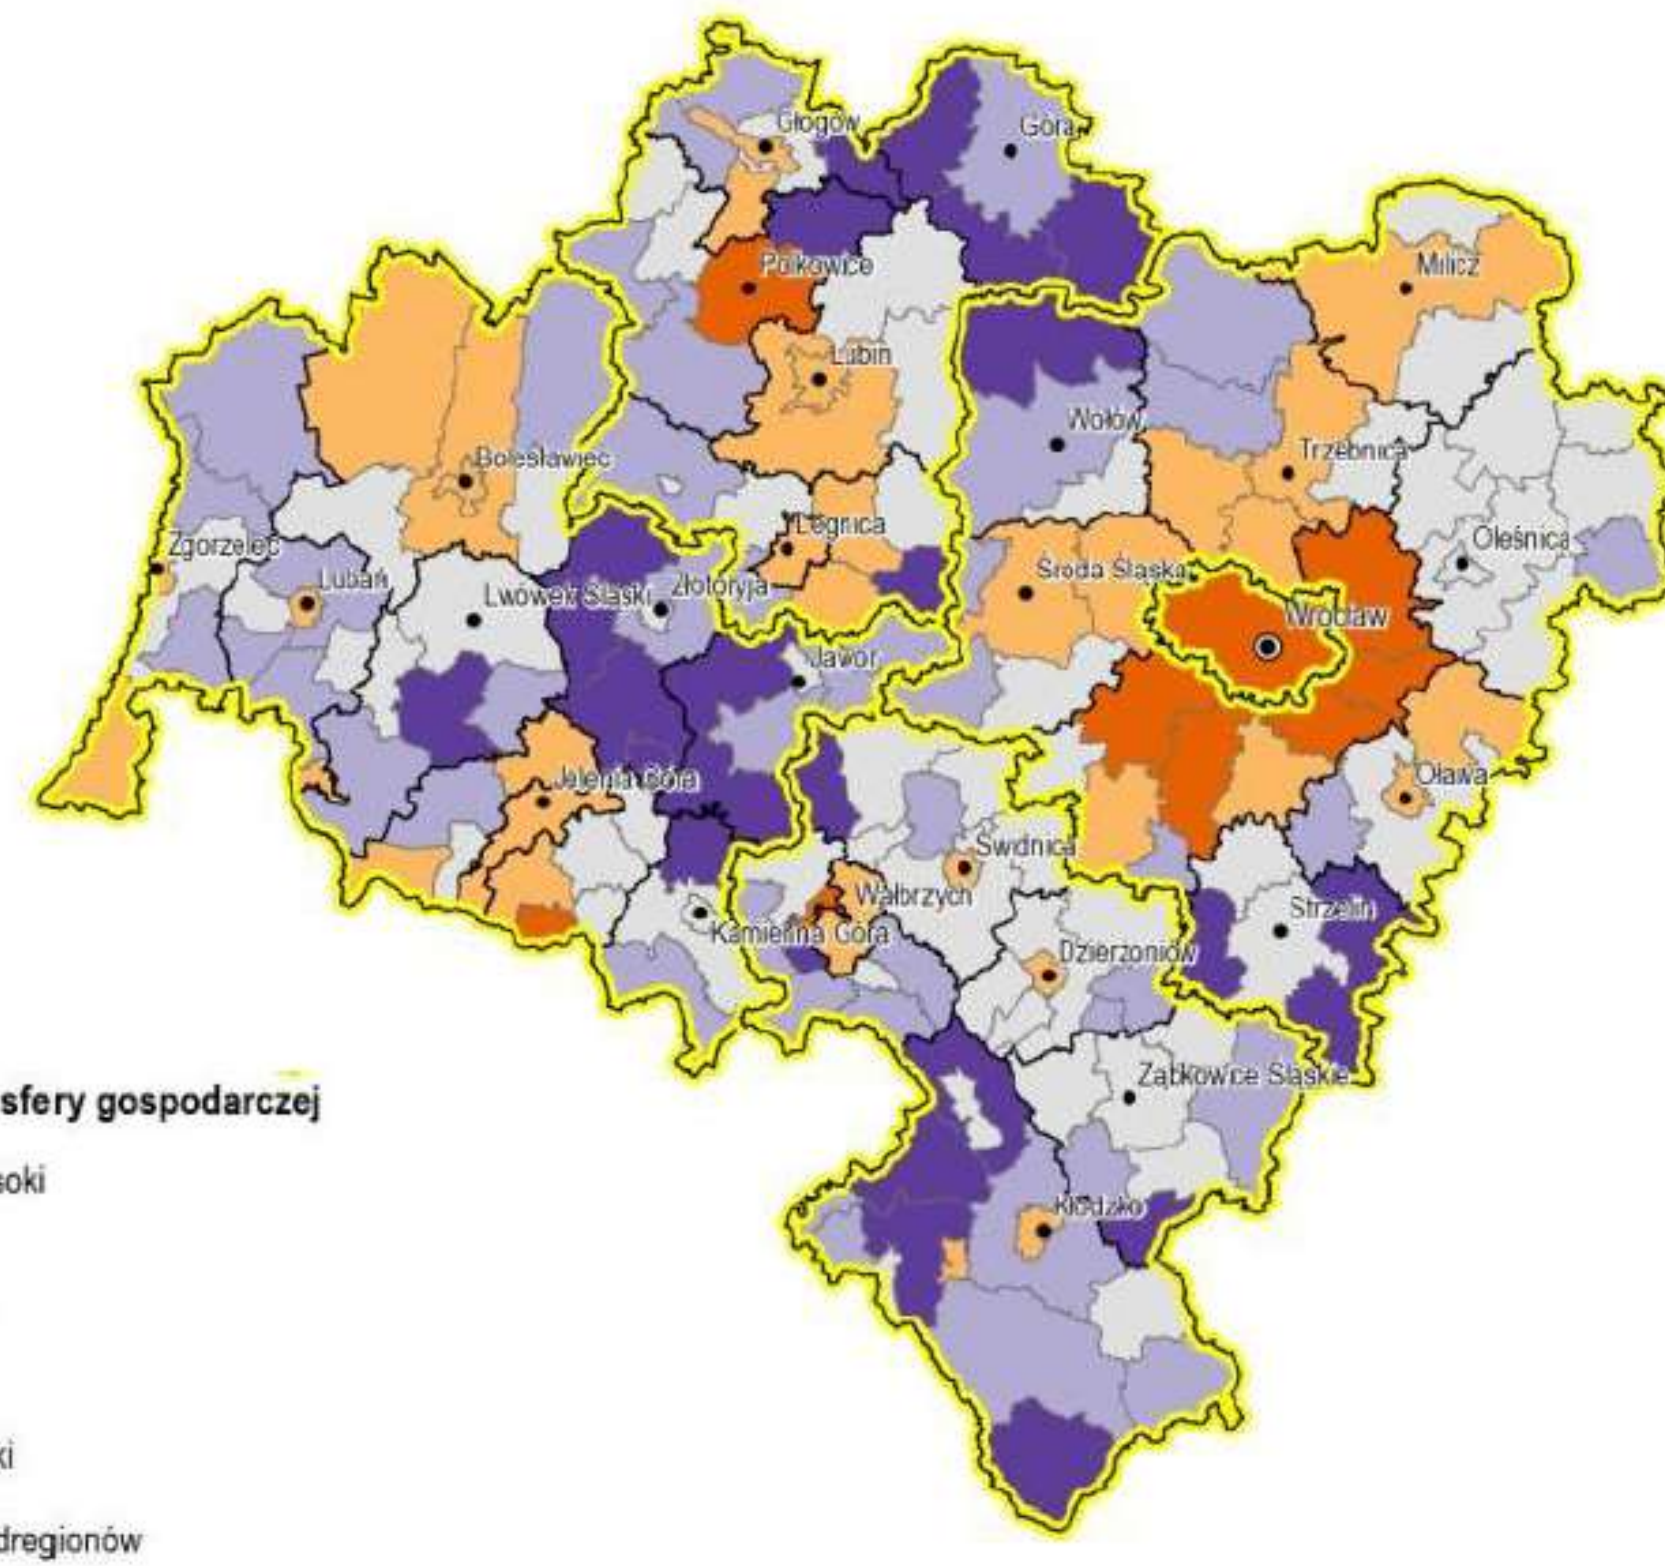 Głogów
Góra
Polkowice
Milicz
Lubin
Wołów
Bolesławiec
Trzebnica
Legnica
Oleśnica
Zgorzelec
Lubań
Lwówek Śląski
Złotoryja
Środa Śląska
Wrocław
Jawor
Jelenia Góra
Oława
Świdnica
Wałbrzych
Strzelin
Kamienna Góra
Dzierżoniów
Ząbkowice Śląskie
sfery gospodarczej
soki
Kłodzko
ki
dregionów